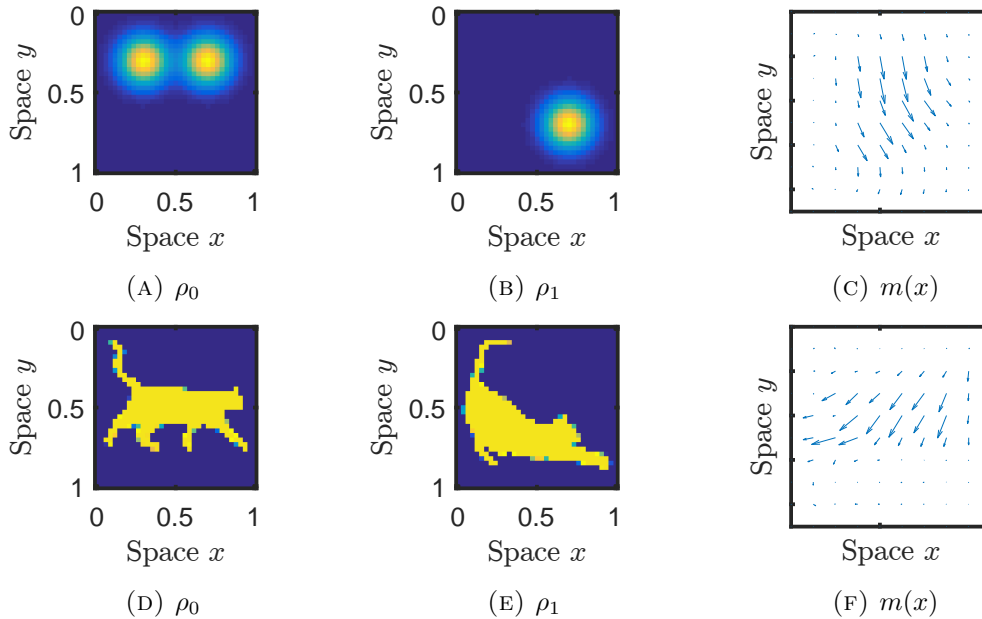 0
0.5
1
Space y
0 0.5 1
Space x
(A) ρ₀
0
0.5
1
Space y
0 0.5 1
Space x
(B) ρ₁
Space y
Space x
(C) m(x)
0
0.5
1
Space y
0 0.5 1
Space x
(D) ρ₀
0
0.5
1
Space y
0 0.5 1
Space x
(E) ρ₁
Space y
Space x
(F) m(x)